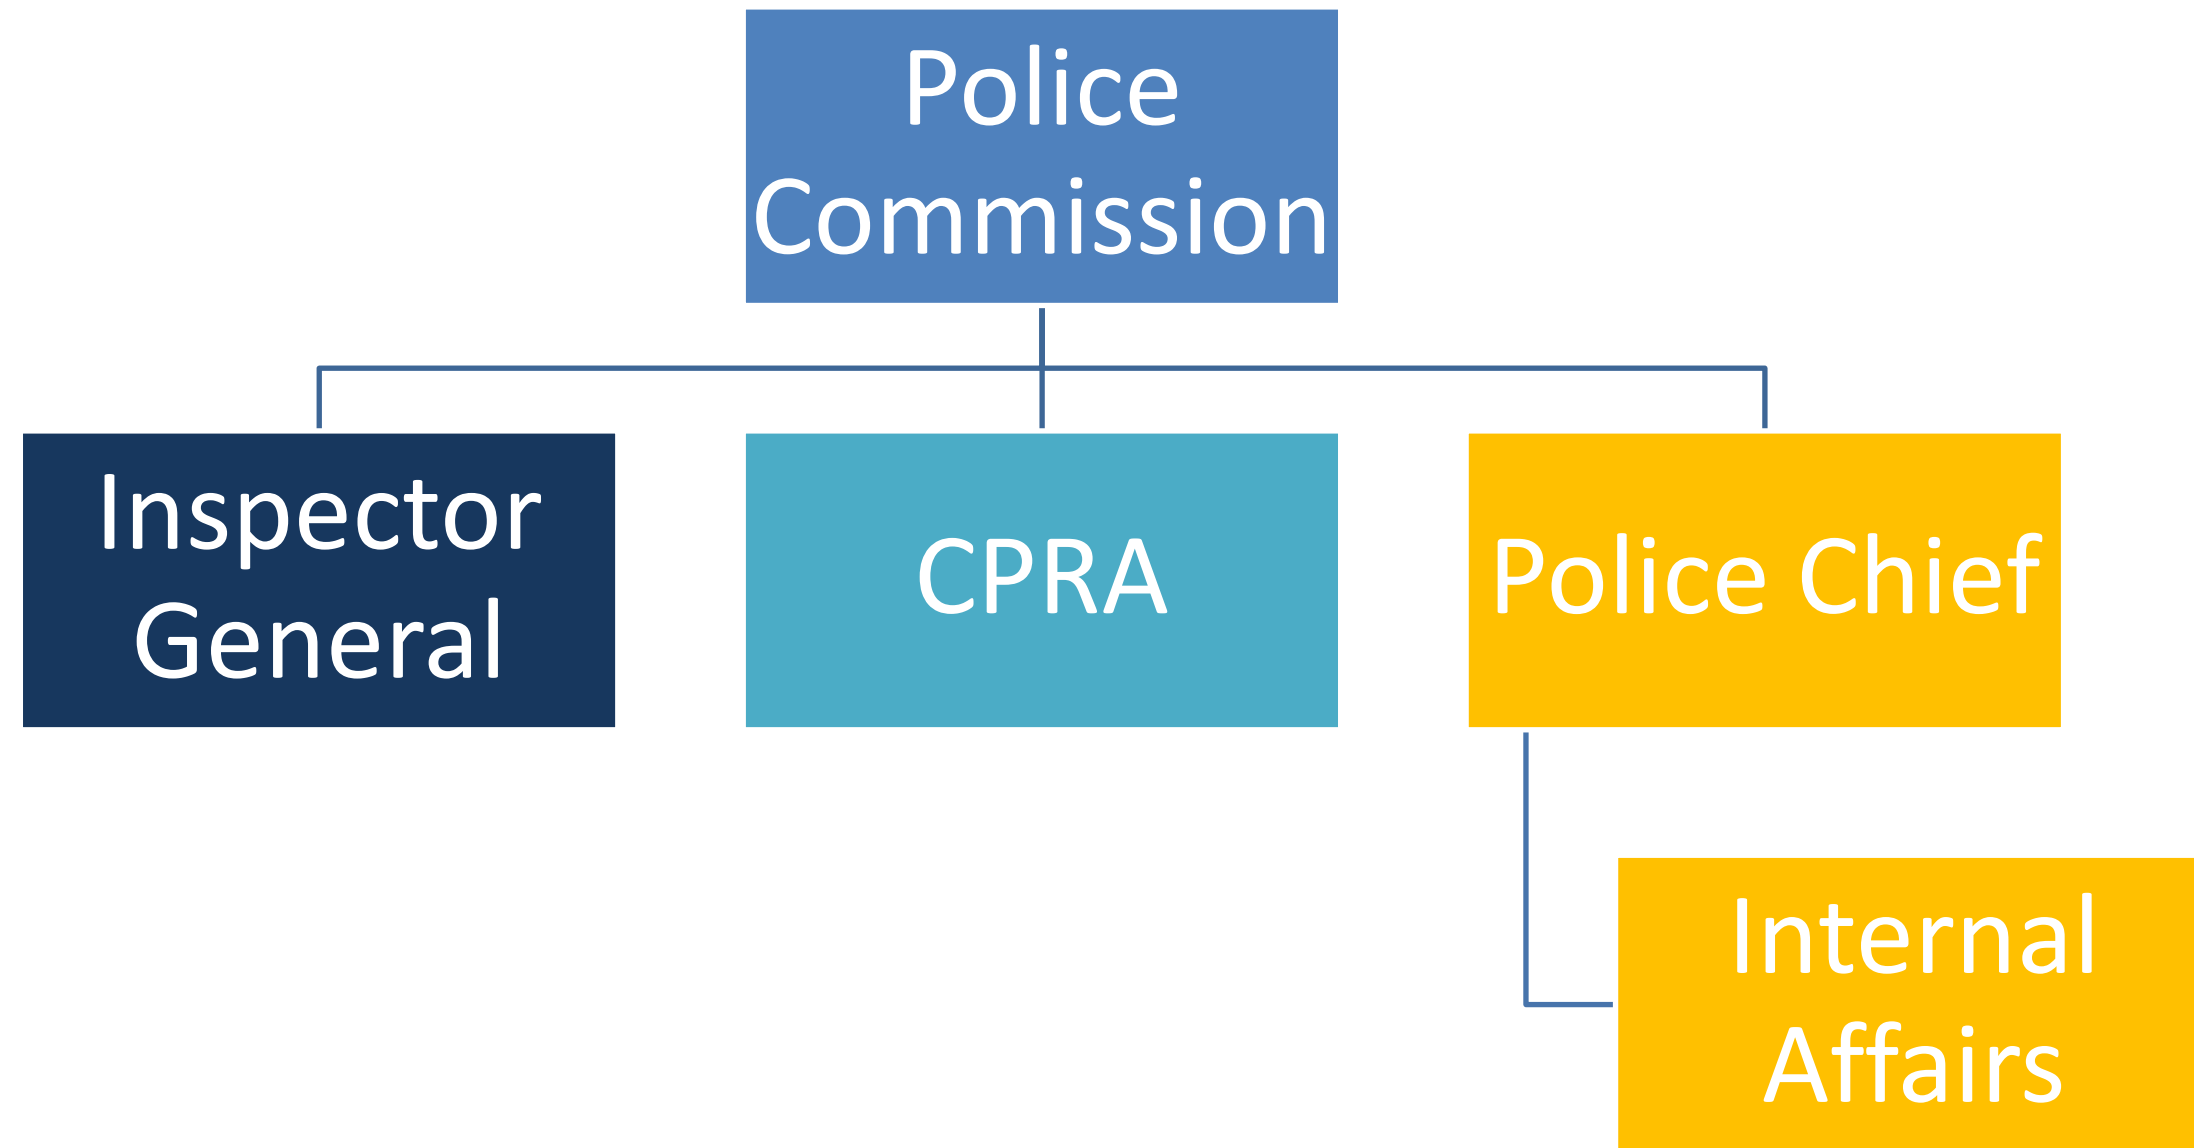 Police
Commission
Inspector
General
CPRA
Police Chief
Internal
Affairs